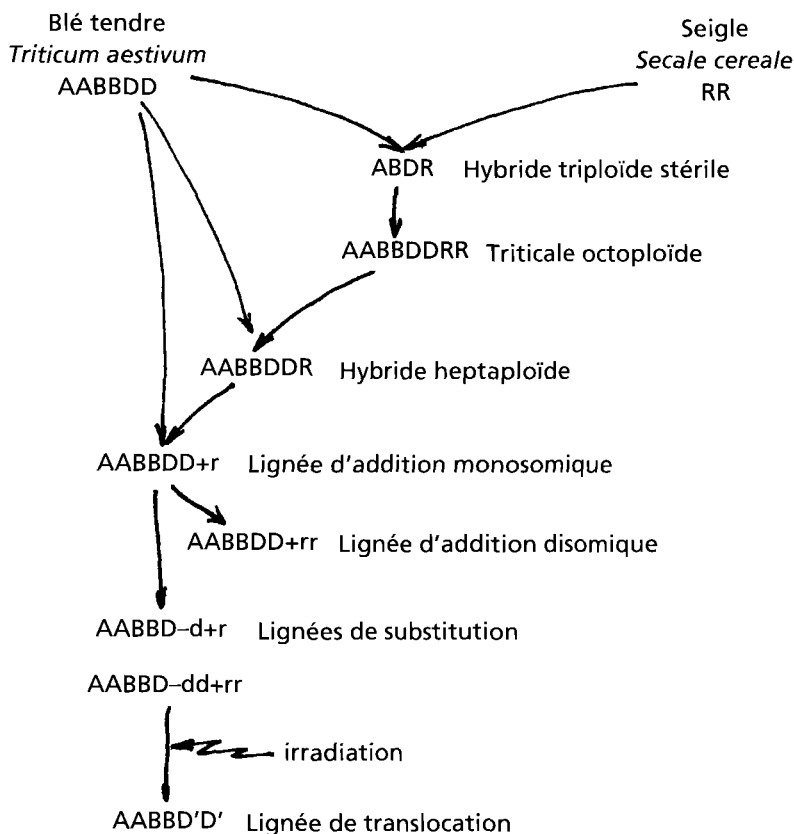 Blé tendre
Triticum aestivum
AABBDD
Seigle
Secale cereale
RR
ABDR Hybride triploïde stérile
AABBDDRR Triticale octoploïde
AABBDDR Hybride heptaploïde
AABBDD+r Lignée d'addition monosomique
AABBDD+rr Lignée d'addition disomique
AABBD–d+r Lignées de substitution
AABBD–dd+rr
irradiation
AABBD'D' Lignée de translocation